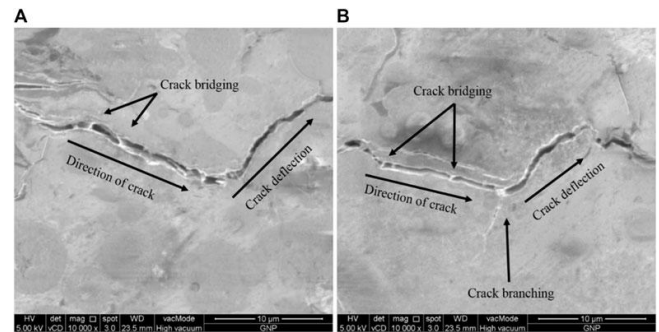 A
B
Crack bridging
Direction of crack
Crack deflection
Crack bridging
Direction of crack
Crack deflection
Crack branching
HV det mag □ spot WD vacMode 10 μm
5.00 kV vCD 10 000 x 3.0 23.5 mm High vacuum GNP
HV det mag □ spot WD vacMode 10 μm
5.00 kV vCD 10 000 x 3.0 23.5 mm High vacuum GNP